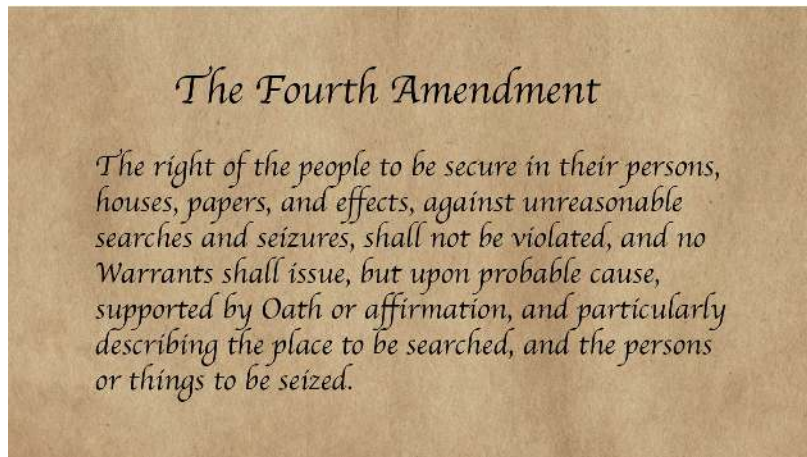 The Fourth Amendment
The right of the people to be secure in their persons,
houses, papers, and effects, against unreasonable
searches and seizures, shall not be violated, and no
Warrants shall issue, but upon probable cause,
supported by Oath or affirmation, and particularly
describing the place to be searched, and the persons
or things to be seized.